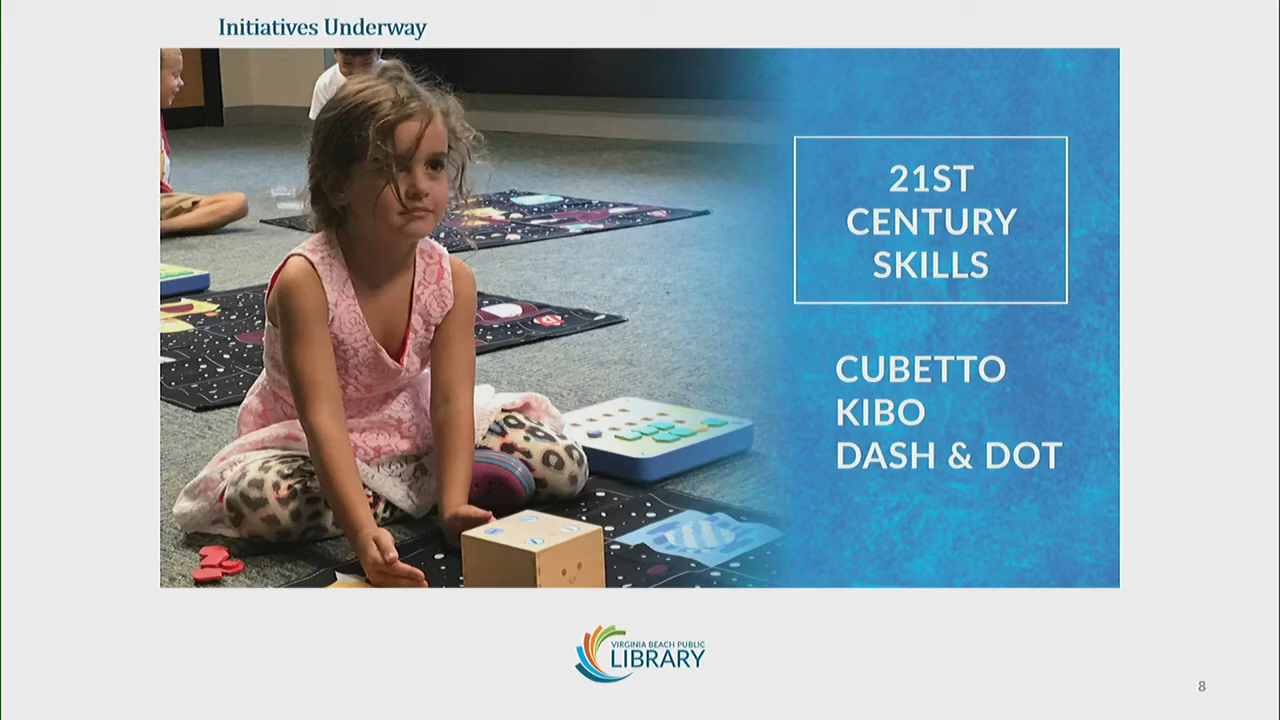 Initiatives Underway
21ST
CENTURY
SKILLS
CUBETTO
KIBO
DASH & DOT
VIRGINIA BEACH PUBLIC
LIBRARY
8